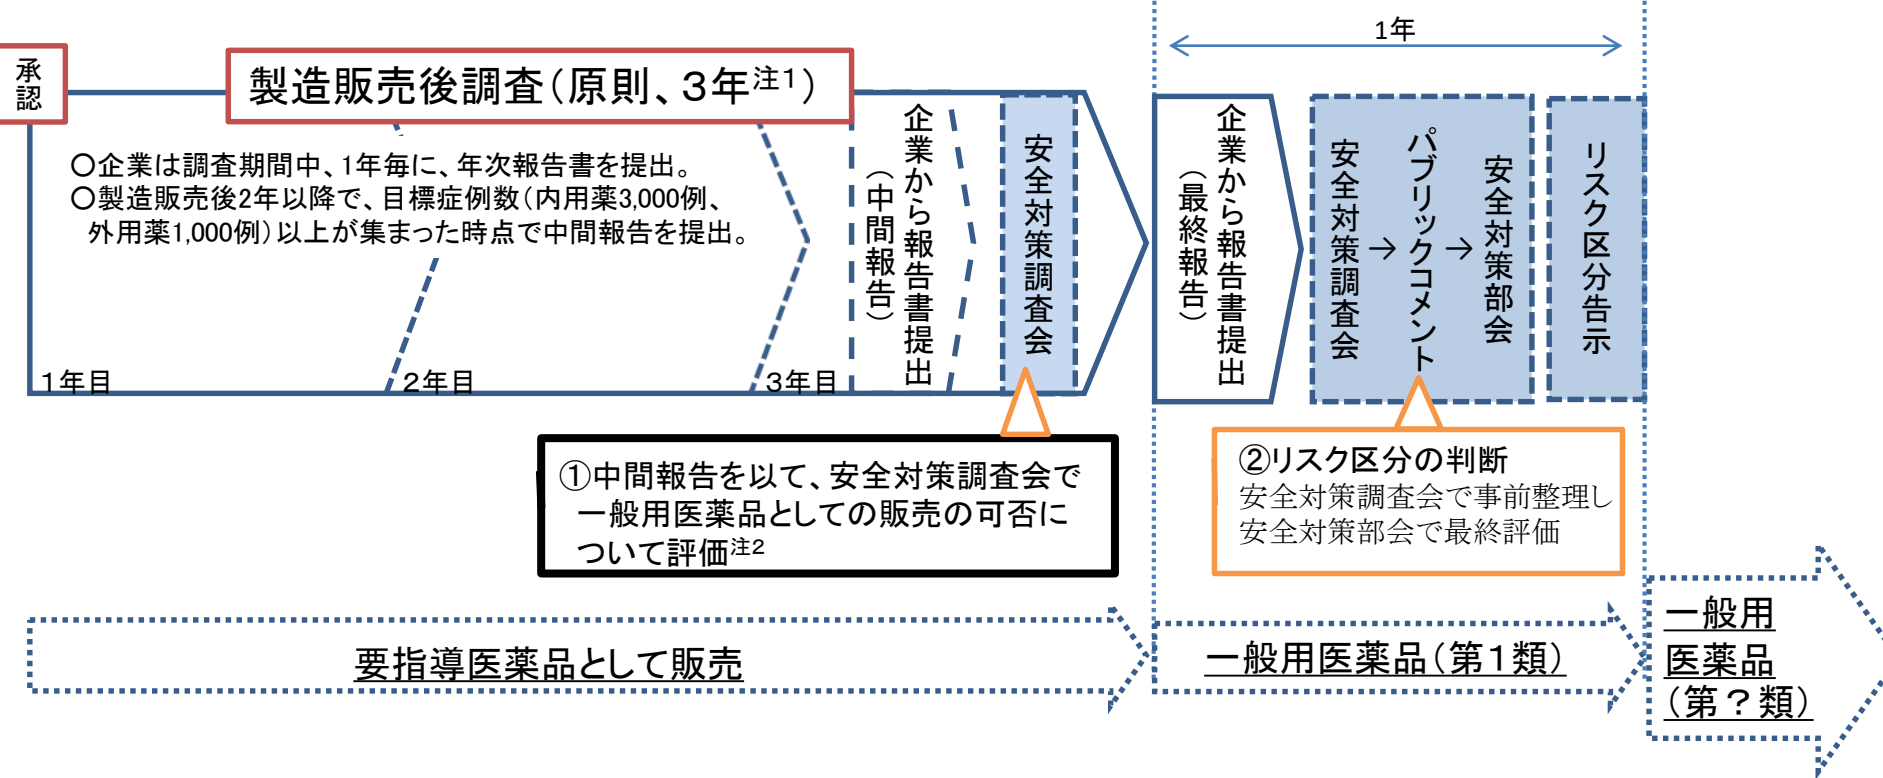 1年
承認
製造販売後調査（原則、3年注1）
○企業は調査期間中、1年毎に、年次報告書を提出。
○製造販売後2年以降で、目標症例数（内用薬3,000例、
外用薬1,000例）以上が集まった時点で中間報告を提出。
1年目
2年目
3年目
企業から報告書提出
（中間報告）
安全対策調査会
企業から報告書提出
（最終報告）
安全対策調査会
→
パブリックコメント
→
安全対策部会
リスク区分告示
①中間報告を以て、安全対策調査会で
一般用医薬品としての販売の可否に
ついて評価注2
②リスク区分の判断
安全対策調査会で事前整理し
安全対策部会で最終評価
要指導医薬品として販売
一般用医薬品（第1類）
一般用
医薬品
（第？類）